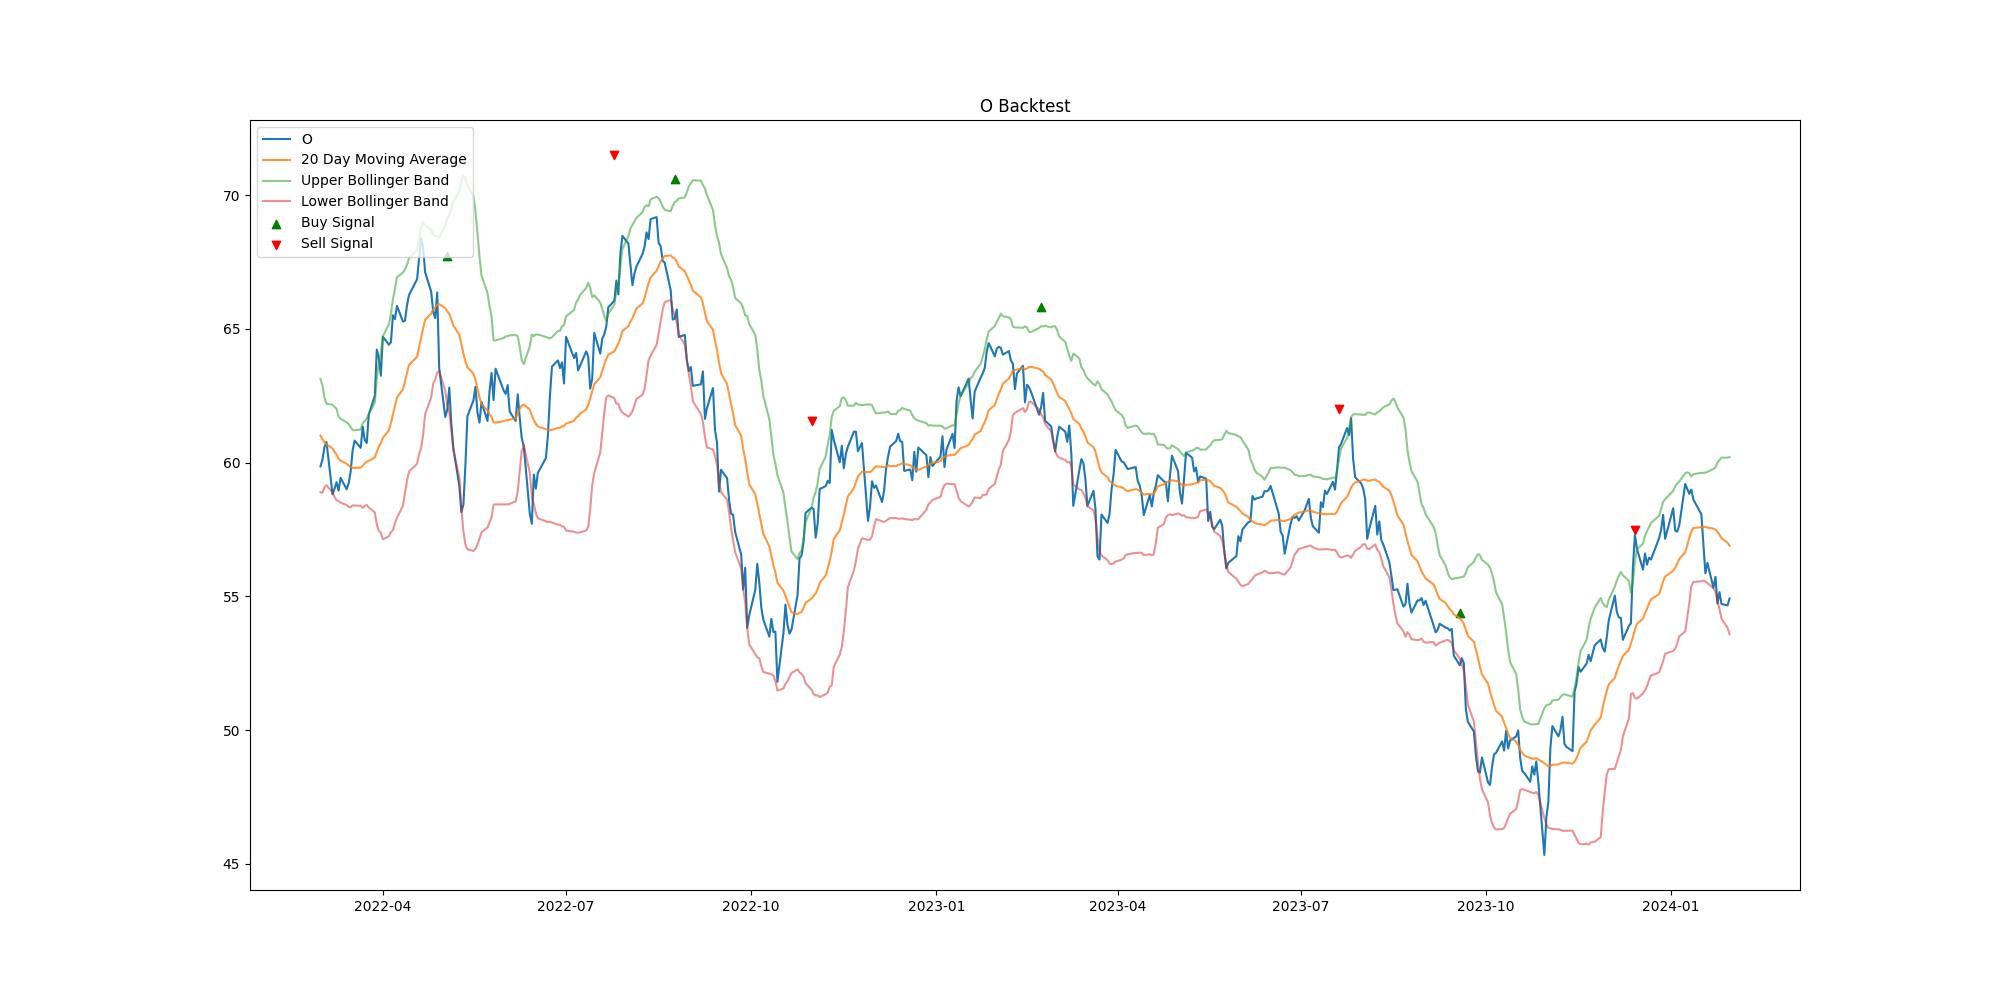 O Backtest
O
20 Day Moving Average
Upper Bollinger Band
Lower Bollinger Band
Buy Signal
Sell Signal
70
65
60
55
50
45
2022-04
2022-07
2022-10
2023-01
2023-04
2023-07
2023-10
2024-01